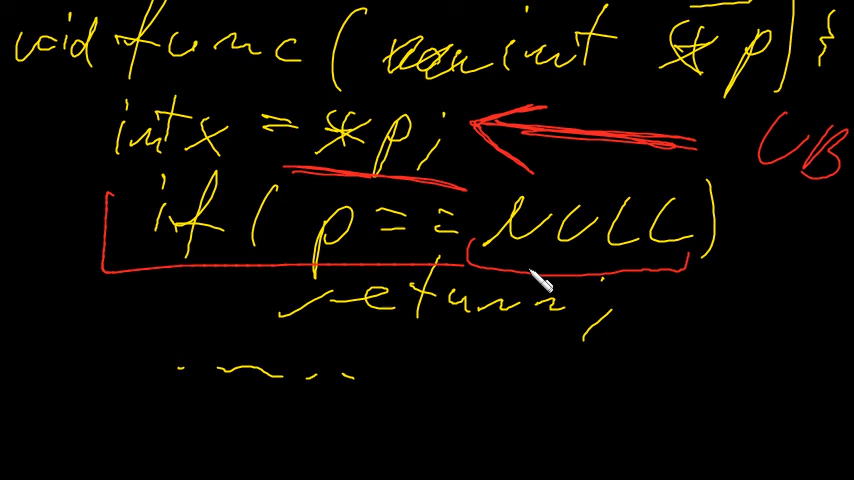 void func(int *p){
int x = *p;
UB
if( p == NULL)
return;
.....